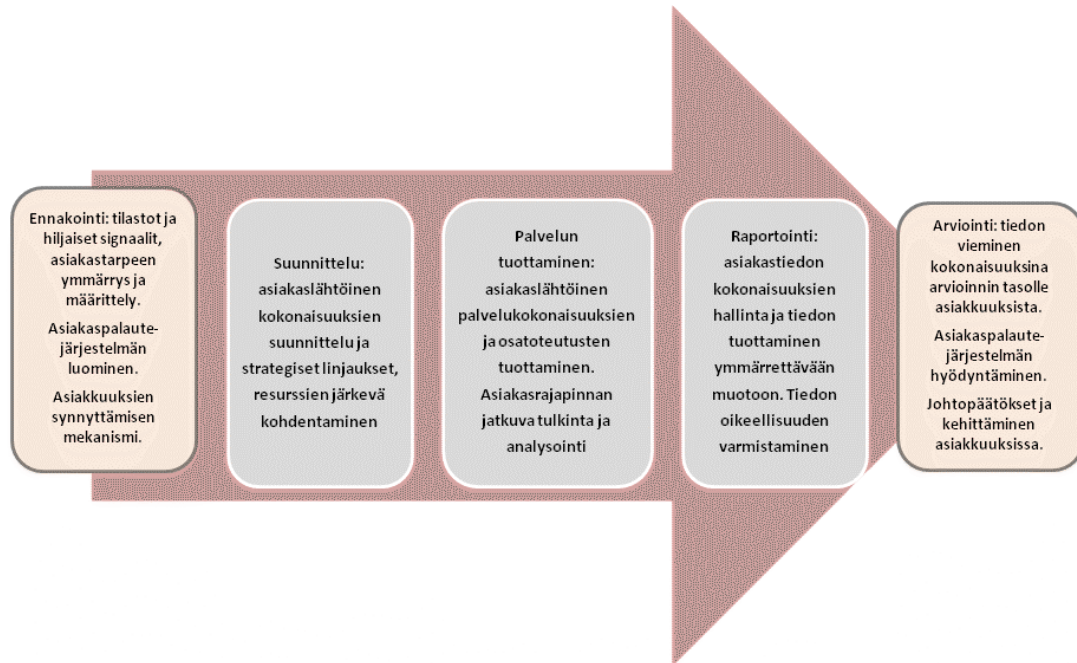 Ennakointi: tilastot ja
hiljaiset signaalit,
asiakastarpeen
ymmärrys ja
määrittely.
Asiakaspalaute-
järjestelmän
luominen.
Asiakkuuksien
synnyttämisen
mekanismi.
Suunnittelu:
asiakaslähtöinen
kokonaisuuksien
suunnittelu ja
strategiset linjaukset,
resurssien järkevä
kohdentaminen
Palvelun
tuottaminen:
asiakaslähtöinen
palvelukokonaisuuksien
ja osatoteutusten
tuottaminen.
Asiakasrajapinnan
jatkuva tulkinta ja
analysointi
Raportointi:
asiakastiedon
kokonaisuuksien
hallinta ja tiedon
tuottaminen
ymmärrettävään
muotoon. Tiedon
oikeellisuuden
varmistaminen
Arviointi: tiedon
vieminen
kokonaisuuksina
arvioinnin tasolle
asiakkuuksista.
Asiakaspalaute-
järjestelmän
hyödyntäminen.
Johtopäätökset ja
kehittäminen
asiakkuuksissa.